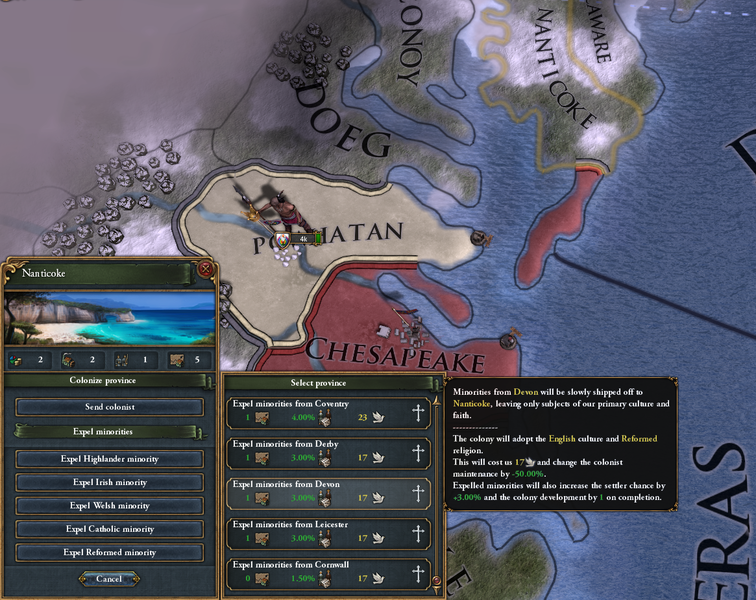 LONOY
NANTICOKE
AWARE
DOEG
4k
CHESAPEAKE
ERAS
Nanticoke
2 2 1 5
Colonize province
Send colonist
Expel minorities
Expel Highlander minority
Expel Irish minority
Expel Welsh minority
Expel Catholic minority
Expel Reformed minority
Cancel
Select province
Expel minorities from Coventry
1 4.00% 23
Expel minorities from Derby
1 3.00% 17
Expel minorities from Devon
1 3.00% 17
Expel minorities from Leicester
1 3.00% 17
Expel minorities from Cornwall
0 1.50% 17
Minorities from Devon will be slowly shipped off to
Nanticoke, leaving only subjects of our primary culture and
faith.
--------------
The colony will adopt the English culture and Reformed
religion.
This will cost us 17 and change the colonist
maintenance by -50.00%.
Expelled minorities will also increase the settler chance by
+3.00% and the colony development by 1 on completion.